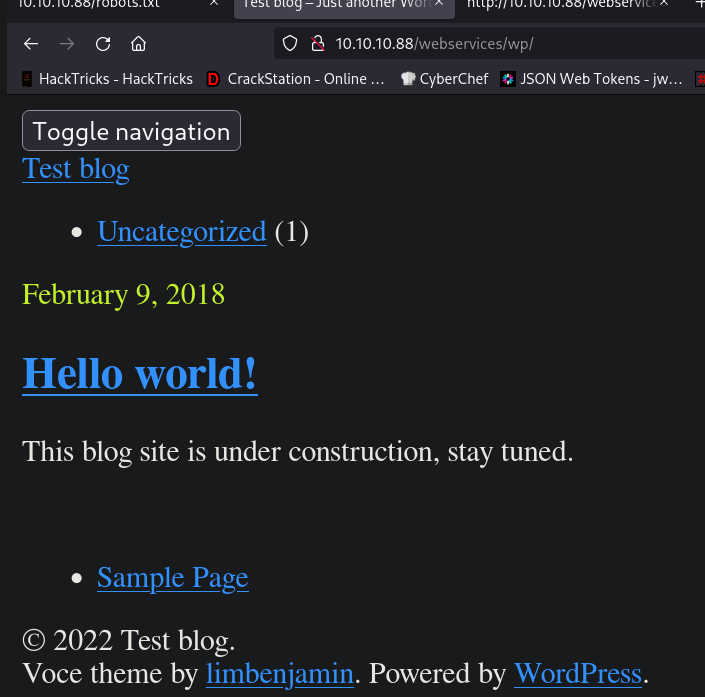 10.10.10.88/robots.txt × Test blog – Just another Wor × http://10.10.10.88/webservice ×
10.10.10.88/webservices/wp/
HackTricks - HackTricks CrackStation - Online ... CyberChef JSON Web Tokens - jw...
Toggle navigation
Test blog
• Uncategorized (1)
February 9, 2018
Hello world!
This blog site is under construction, stay tuned.
• Sample Page
© 2022 Test blog.
Voce theme by limbenjamin. Powered by WordPress.